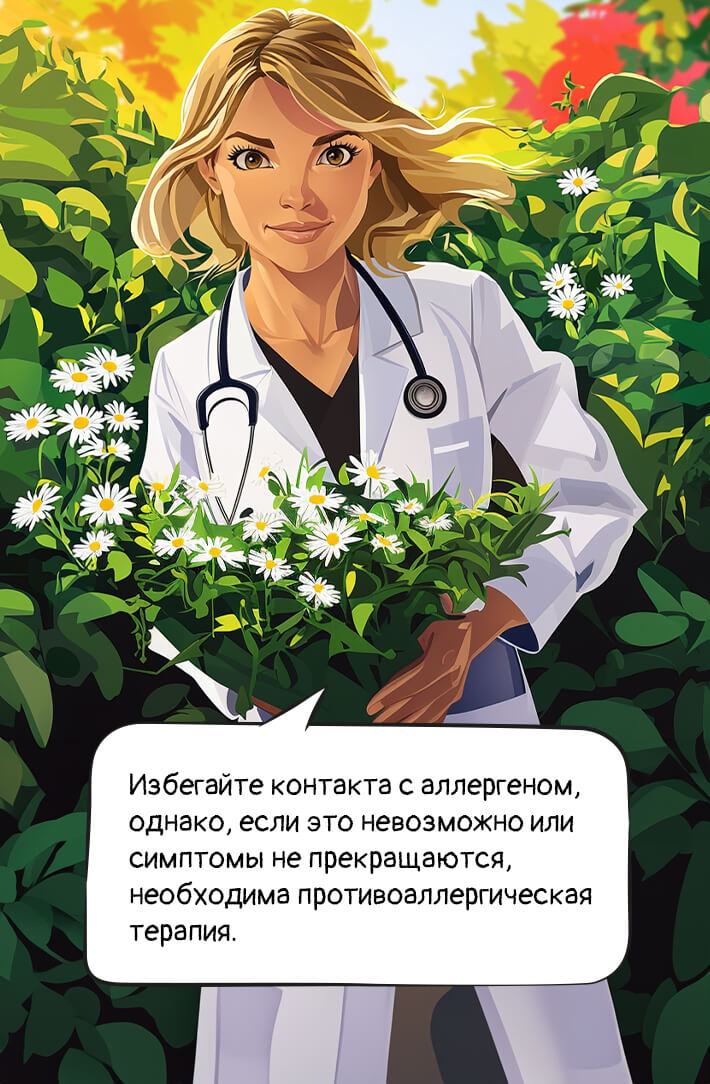 Избегайте контакта с аллергеном,
однако, если это невозможно или
симптомы не прекращаются,
необходима противоаллергическая
терапия.